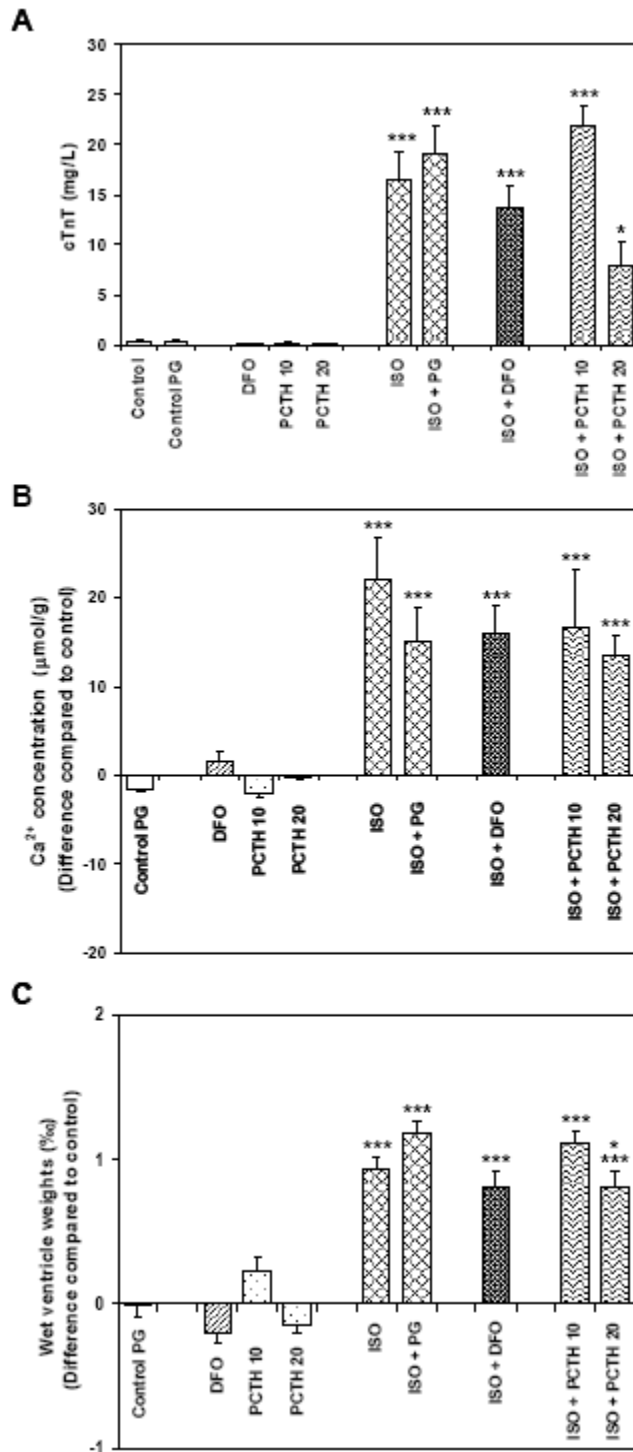 A
cTnT (mg/L)
30
25
20
15
10
5
0
***
***
***
***
*
Control
Control PG
DFO
PCTH 10
PCTH 20
ISO
ISO + PG
ISO + DFO
ISO + PCTH 10
ISO + PCTH 20
B
Ca²⁺ concentration (μmol/g)
(Difference compared to control)
30
20
10
0
-10
-20
***
***
***
***
***
Control PG
DFO
PCTH 10
PCTH 20
ISO
ISO + PG
ISO + DFO
ISO + PCTH 10
ISO + PCTH 20
C
Wet ventricle weights (‰)
(Difference compared to control)
2
1
0
-1
***
***
***
***
*
***
Control PG
DFO
PCTH 10
PCTH 20
ISO
ISO + PG
ISO + DFO
ISO + PCTH 10
ISO + PCTH 20